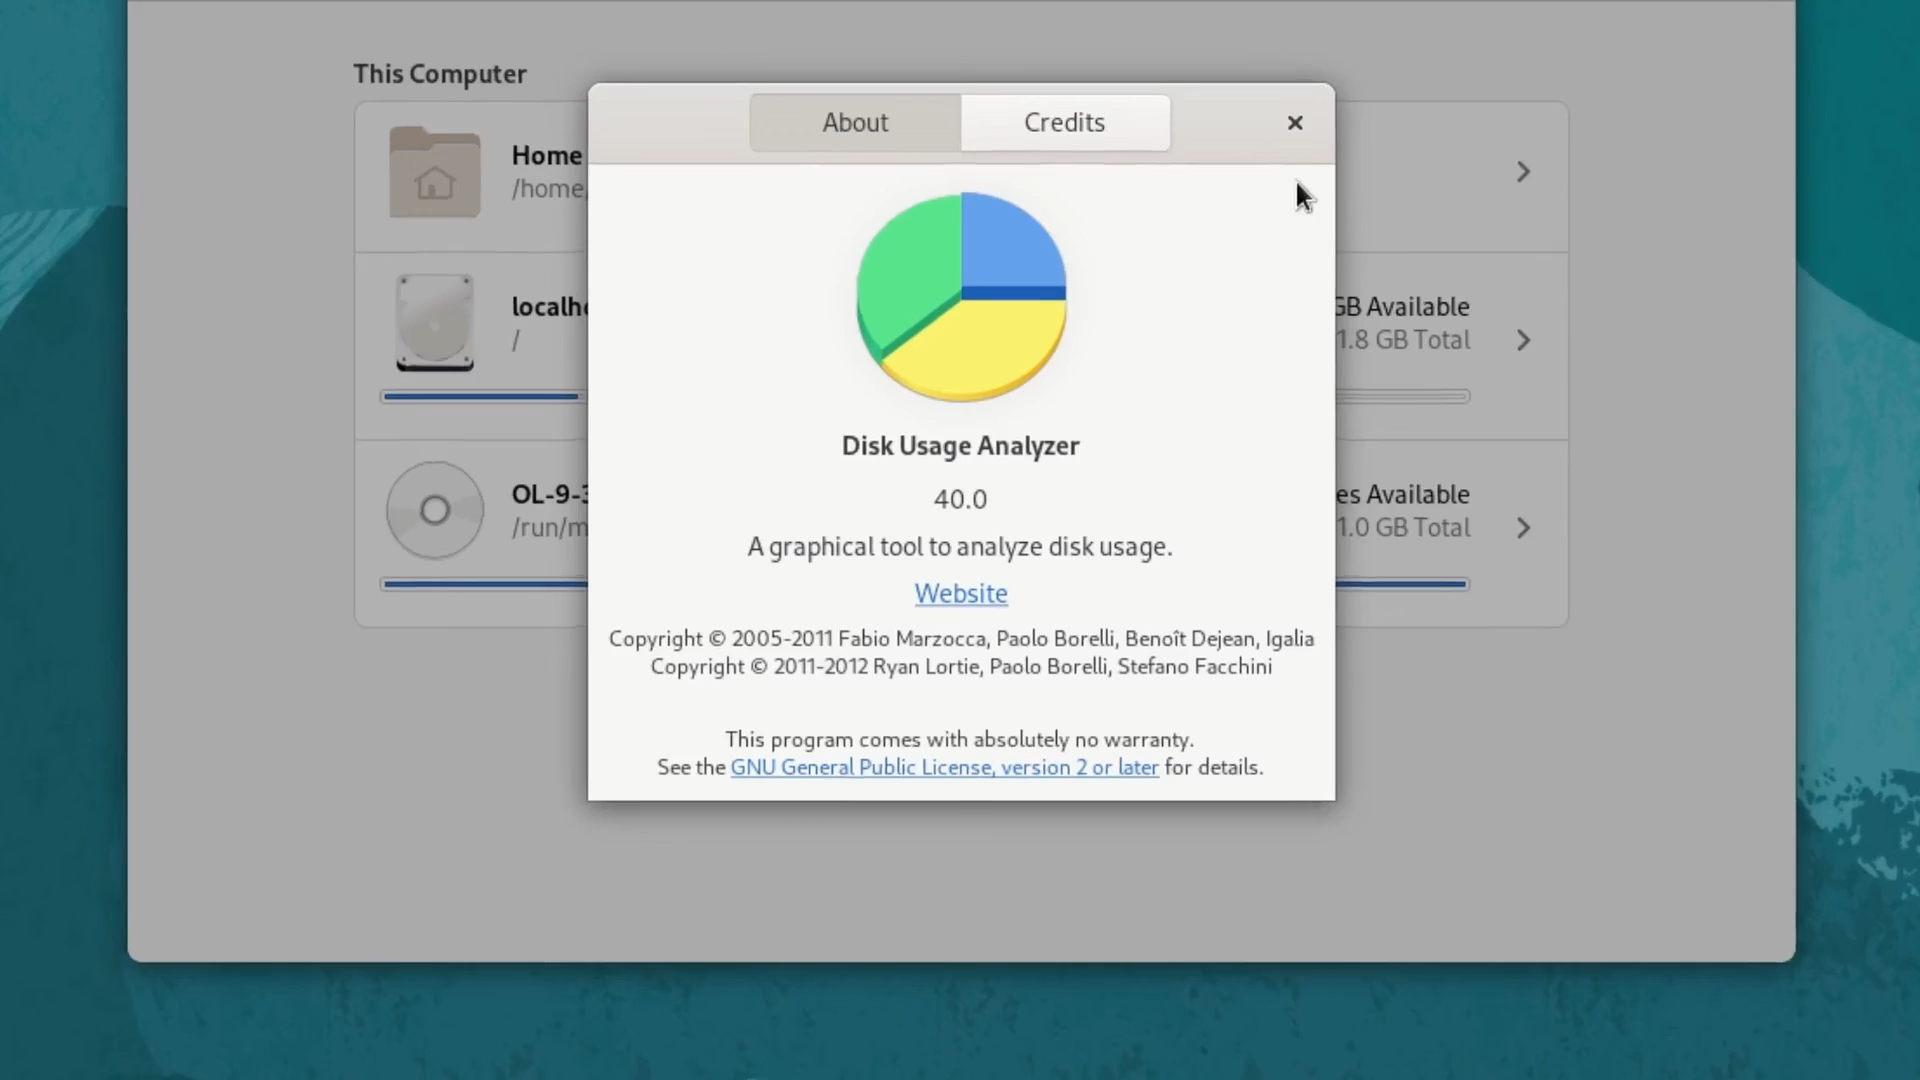 This Computer
About
Credits
Home
/home
localh
/
GB Available
1.8 GB Total
OL-9-3
/run/m
es Available
1.0 GB Total
Disk Usage Analyzer
40.0
A graphical tool to analyze disk usage.
Website
Copyright © 2005-2011 Fabio Marzocca, Paolo Borelli, Benoît Dejean, Igalia
Copyright © 2011-2012 Ryan Lortie, Paolo Borelli, Stefano Facchini
This program comes with absolutely no warranty.
See the GNU General Public License, version 2 or later for details.